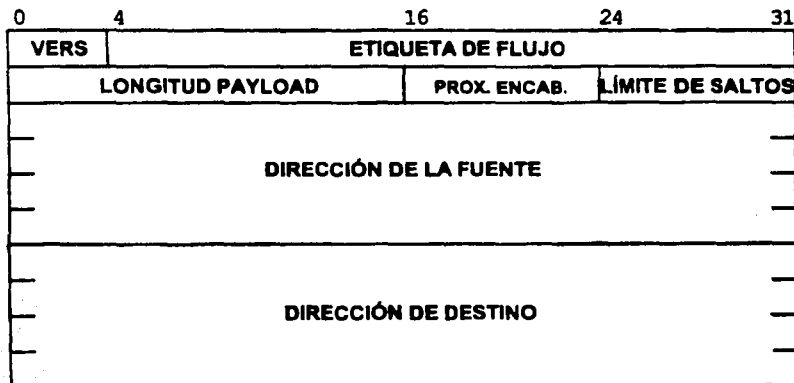 0 4 16 24 31
VERS ETIQUETA DE FLUJO
LONGITUD PAYLOAD PROX. ENCAB. LÍMITE DE SALTOS
DIRECCIÓN DE LA FUENTE
DIRECCIÓN DE DESTINO